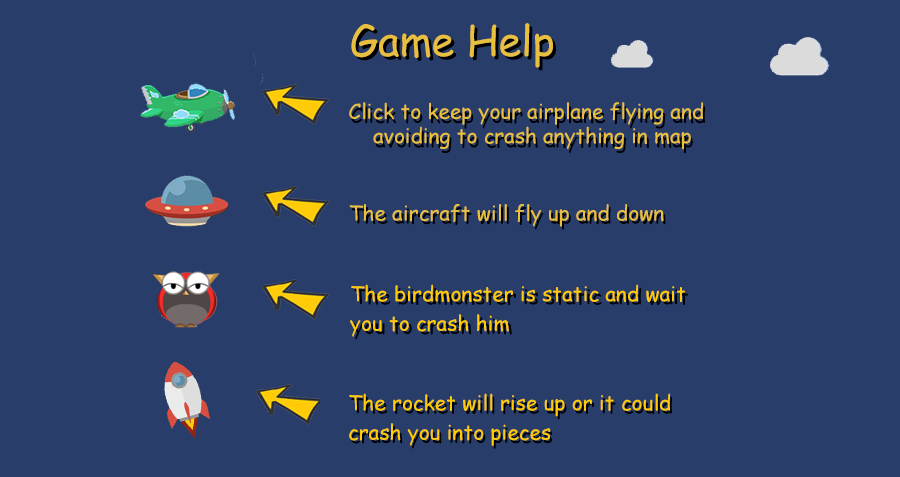 Game Help
Click to keep your airplane flying and
avoiding to crash anything in map
The aircraft will fly up and down
The birdmonster is static and wait
you to crash him
The rocket will rise up or it could
crash you into pieces